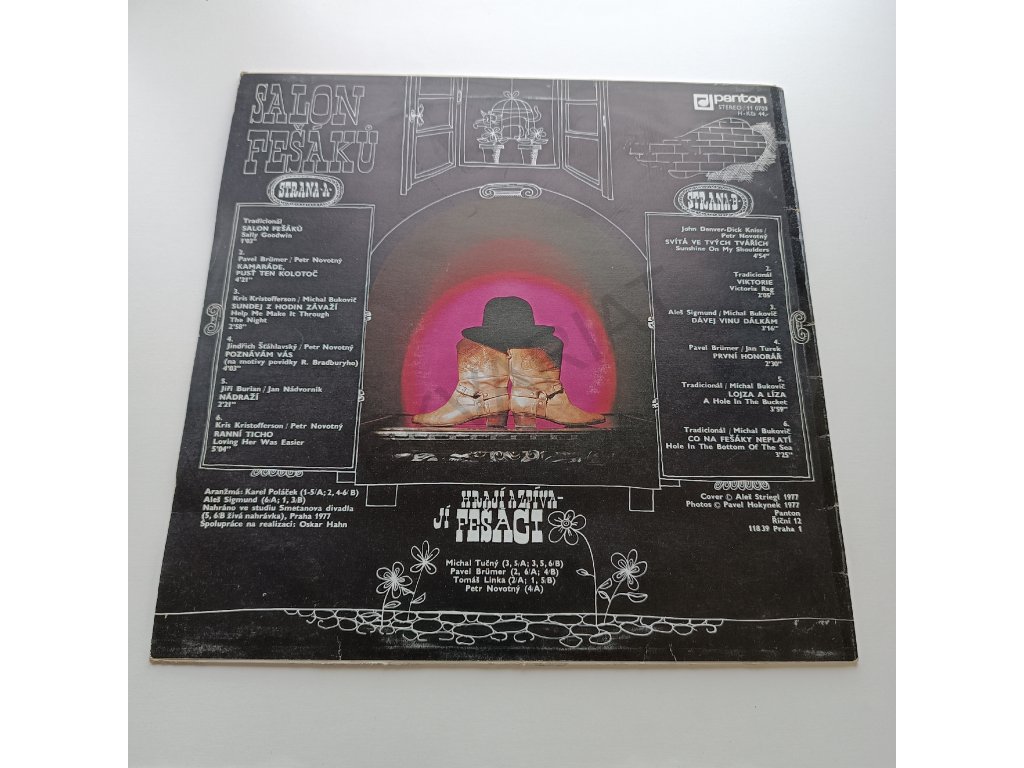 SALON
FEŠÁKŮ
panton
STEREO / 11 0703
H - Kčs 44,-
STRANA·A·
Tradicionál
SALON FEŠÁKŮ
Sally Goodwin
1'03"
2.
Pavel Brümer / Petr Novotný
KAMARÁDE,
PUSŤ TEN KOLOTOČ
4'21"
3.
Kris Kristofferson / Michal Bukovič
SUNDEJ Z HODIN ZÁVAŽÍ
Help Me Make It Through
The Night
2'58"
4.
Jindřich Šťáhlavský / Petr Novotný
POZNÁVÁM VÁS
(na motivy povídky R. Bradburyho)
4'03"
5.
Jiří Burian / Jan Nádvorník
NÁDRAŽÍ
2'21"
6.
Kris Kristofferson / Petr Novotný
RANNÍ TICHO
Loving Her Was Easier
5'04"
STRANA·B·
John Denver-Dick Kniss /
Petr Novotný
SVÍTÁ VE TVÝCH TVÁŘÍCH
Sunshine On My Shoulders
4'54"
2.
Tradicionál
VIKTORIE
Victoria Rag
2'05"
3.
Aleš Sigmund / Michal Bukovič
DÁVEJ VINU DÁLKÁM
3'16"
4.
Pavel Brümer / Jan Turek
PRVNÍ HONORÁŘ
2'30"
5.
Tradicionál / Michal Bukovič
LOJZA A LÍZA
A Hole In The Bucket
3'59"
6.
Tradicionál / Michal Bukovič
CO NA FEŠÁKY NEPLATÍ
Hole In The Bottom Of The Sea
3'25"
Aranžmá: Karel Poláček (1-5/A; 2, 4-6/B)
Aleš Sigmund (6/A; 1, 3/B)
Nahráno ve studiu Smetanova divadla
(5, 6/B živá nahrávka), Praha 1977
Spolupráce na realizaci: Oskar Hahn
HRAJÍ A ZPÍVA-
JÍ FEŠÁCI
Michal Tučný (3, 5/A; 3, 5, 6/B)
Pavel Brümer (2, 6/A; 4/B)
Tomáš Linka (2/A; 1, 5/B)
Petr Novotný (4/A)
Cover © Aleš Striegl 1977
Photos © Pavel Hokynek 1977
Panton
Říční 12
118 39 Praha 1